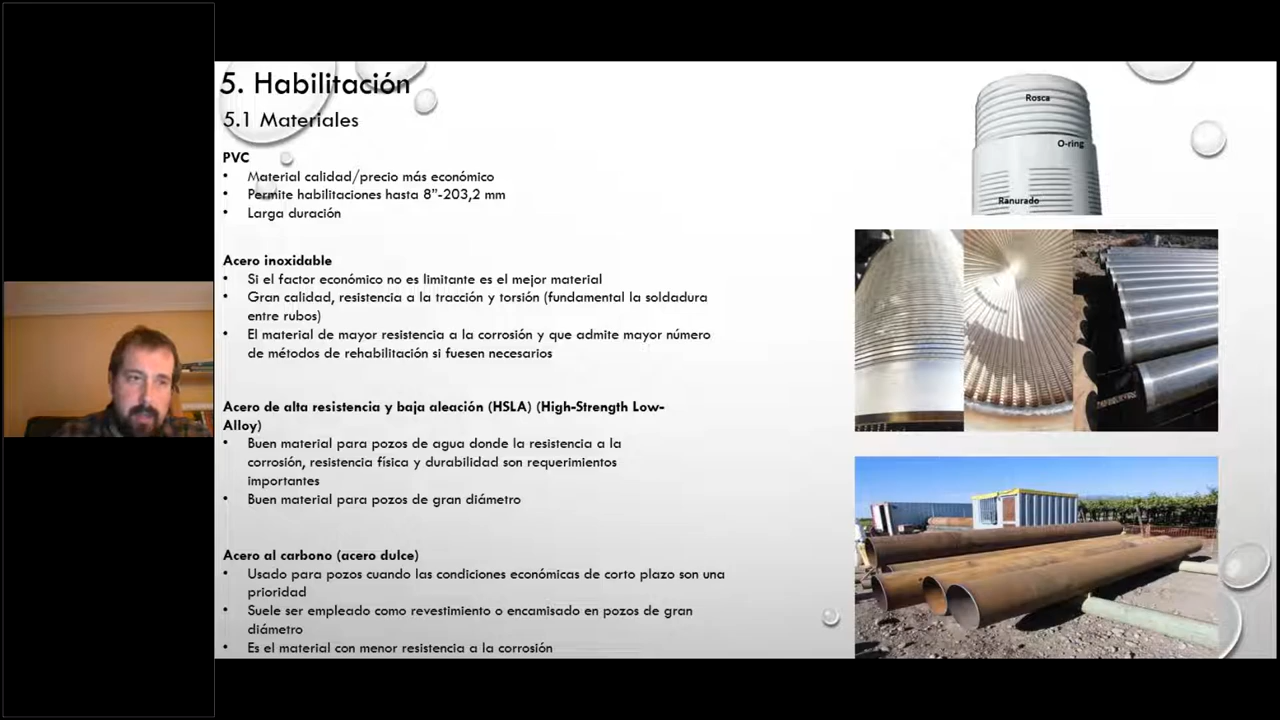 5. Habilitación
5.1 Materiales
PVC
• Material calidad/precio más económico
• Permite habilitaciones hasta 8”-203,2 mm
• Larga duración
Acero inoxidable
• Si el factor económico no es limitante es el mejor material
• Gran calidad, resistencia a la tracción y torsión (fundamental la soldadura
entre rubos)
• El material de mayor resistencia a la corrosión y que admite mayor número
de métodos de rehabilitación si fuesen necesarios
Acero de alta resistencia y baja aleación (HSLA) (High-Strength Low-
Alloy)
• Buen material para pozos de agua donde la resistencia a la
corrosión, resistencia física y durabilidad son requerimientos
importantes
• Buen material para pozos de gran diámetro
Acero al carbono (acero dulce)
• Usado para pozos cuando las condiciones económicas de corto plazo son una
prioridad
• Suele ser empleado como revestimiento o encamisado en pozos de gran
diámetro
• Es el material con menor resistencia a la corrosión
Rosca
O-ring
Ranurado